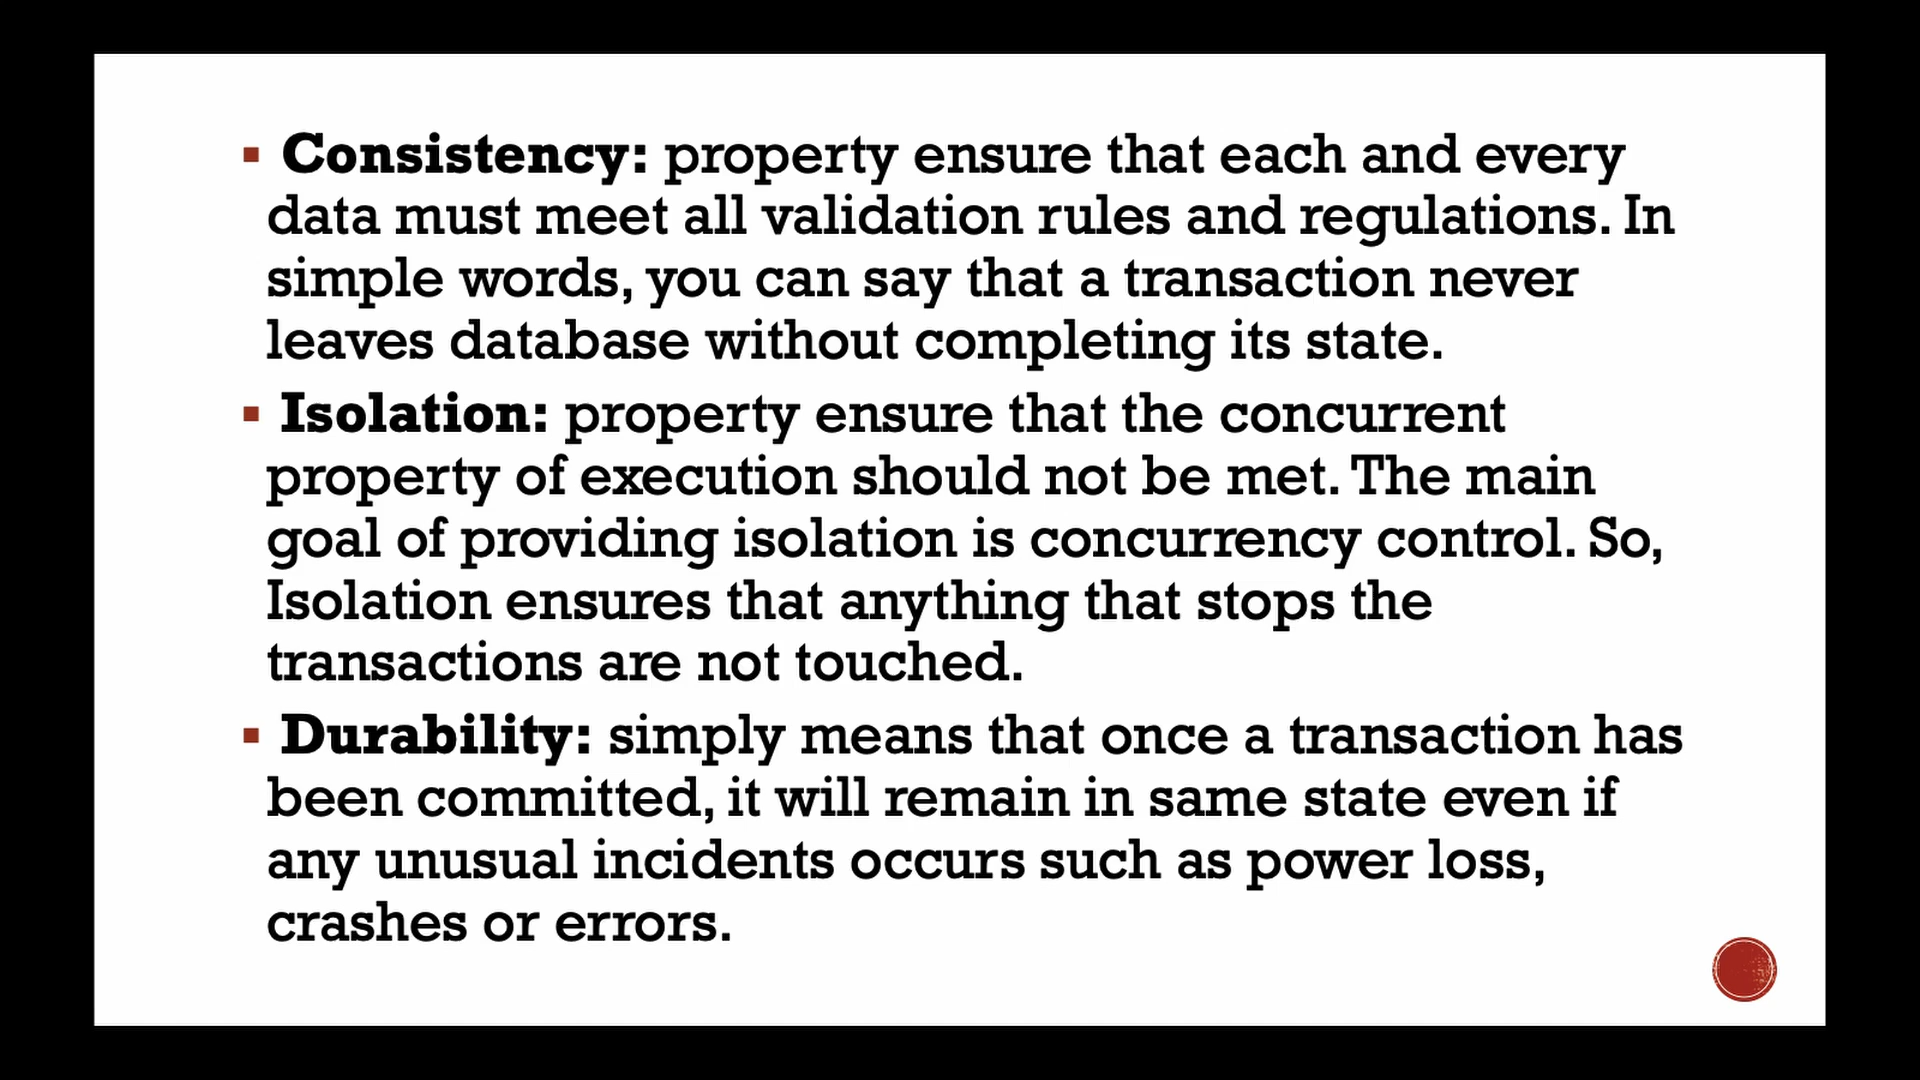 ▪ Consistency: property ensure that each and every
data must meet all validation rules and regulations. In
simple words, you can say that a transaction never
leaves database without completing its state.
▪ Isolation: property ensure that the concurrent
property of execution should not be met. The main
goal of providing isolation is concurrency control. So,
Isolation ensures that anything that stops the
transactions are not touched.
▪ Durability: simply means that once a transaction has
been committed, it will remain in same state even if
any unusual incidents occurs such as power loss,
crashes or errors.